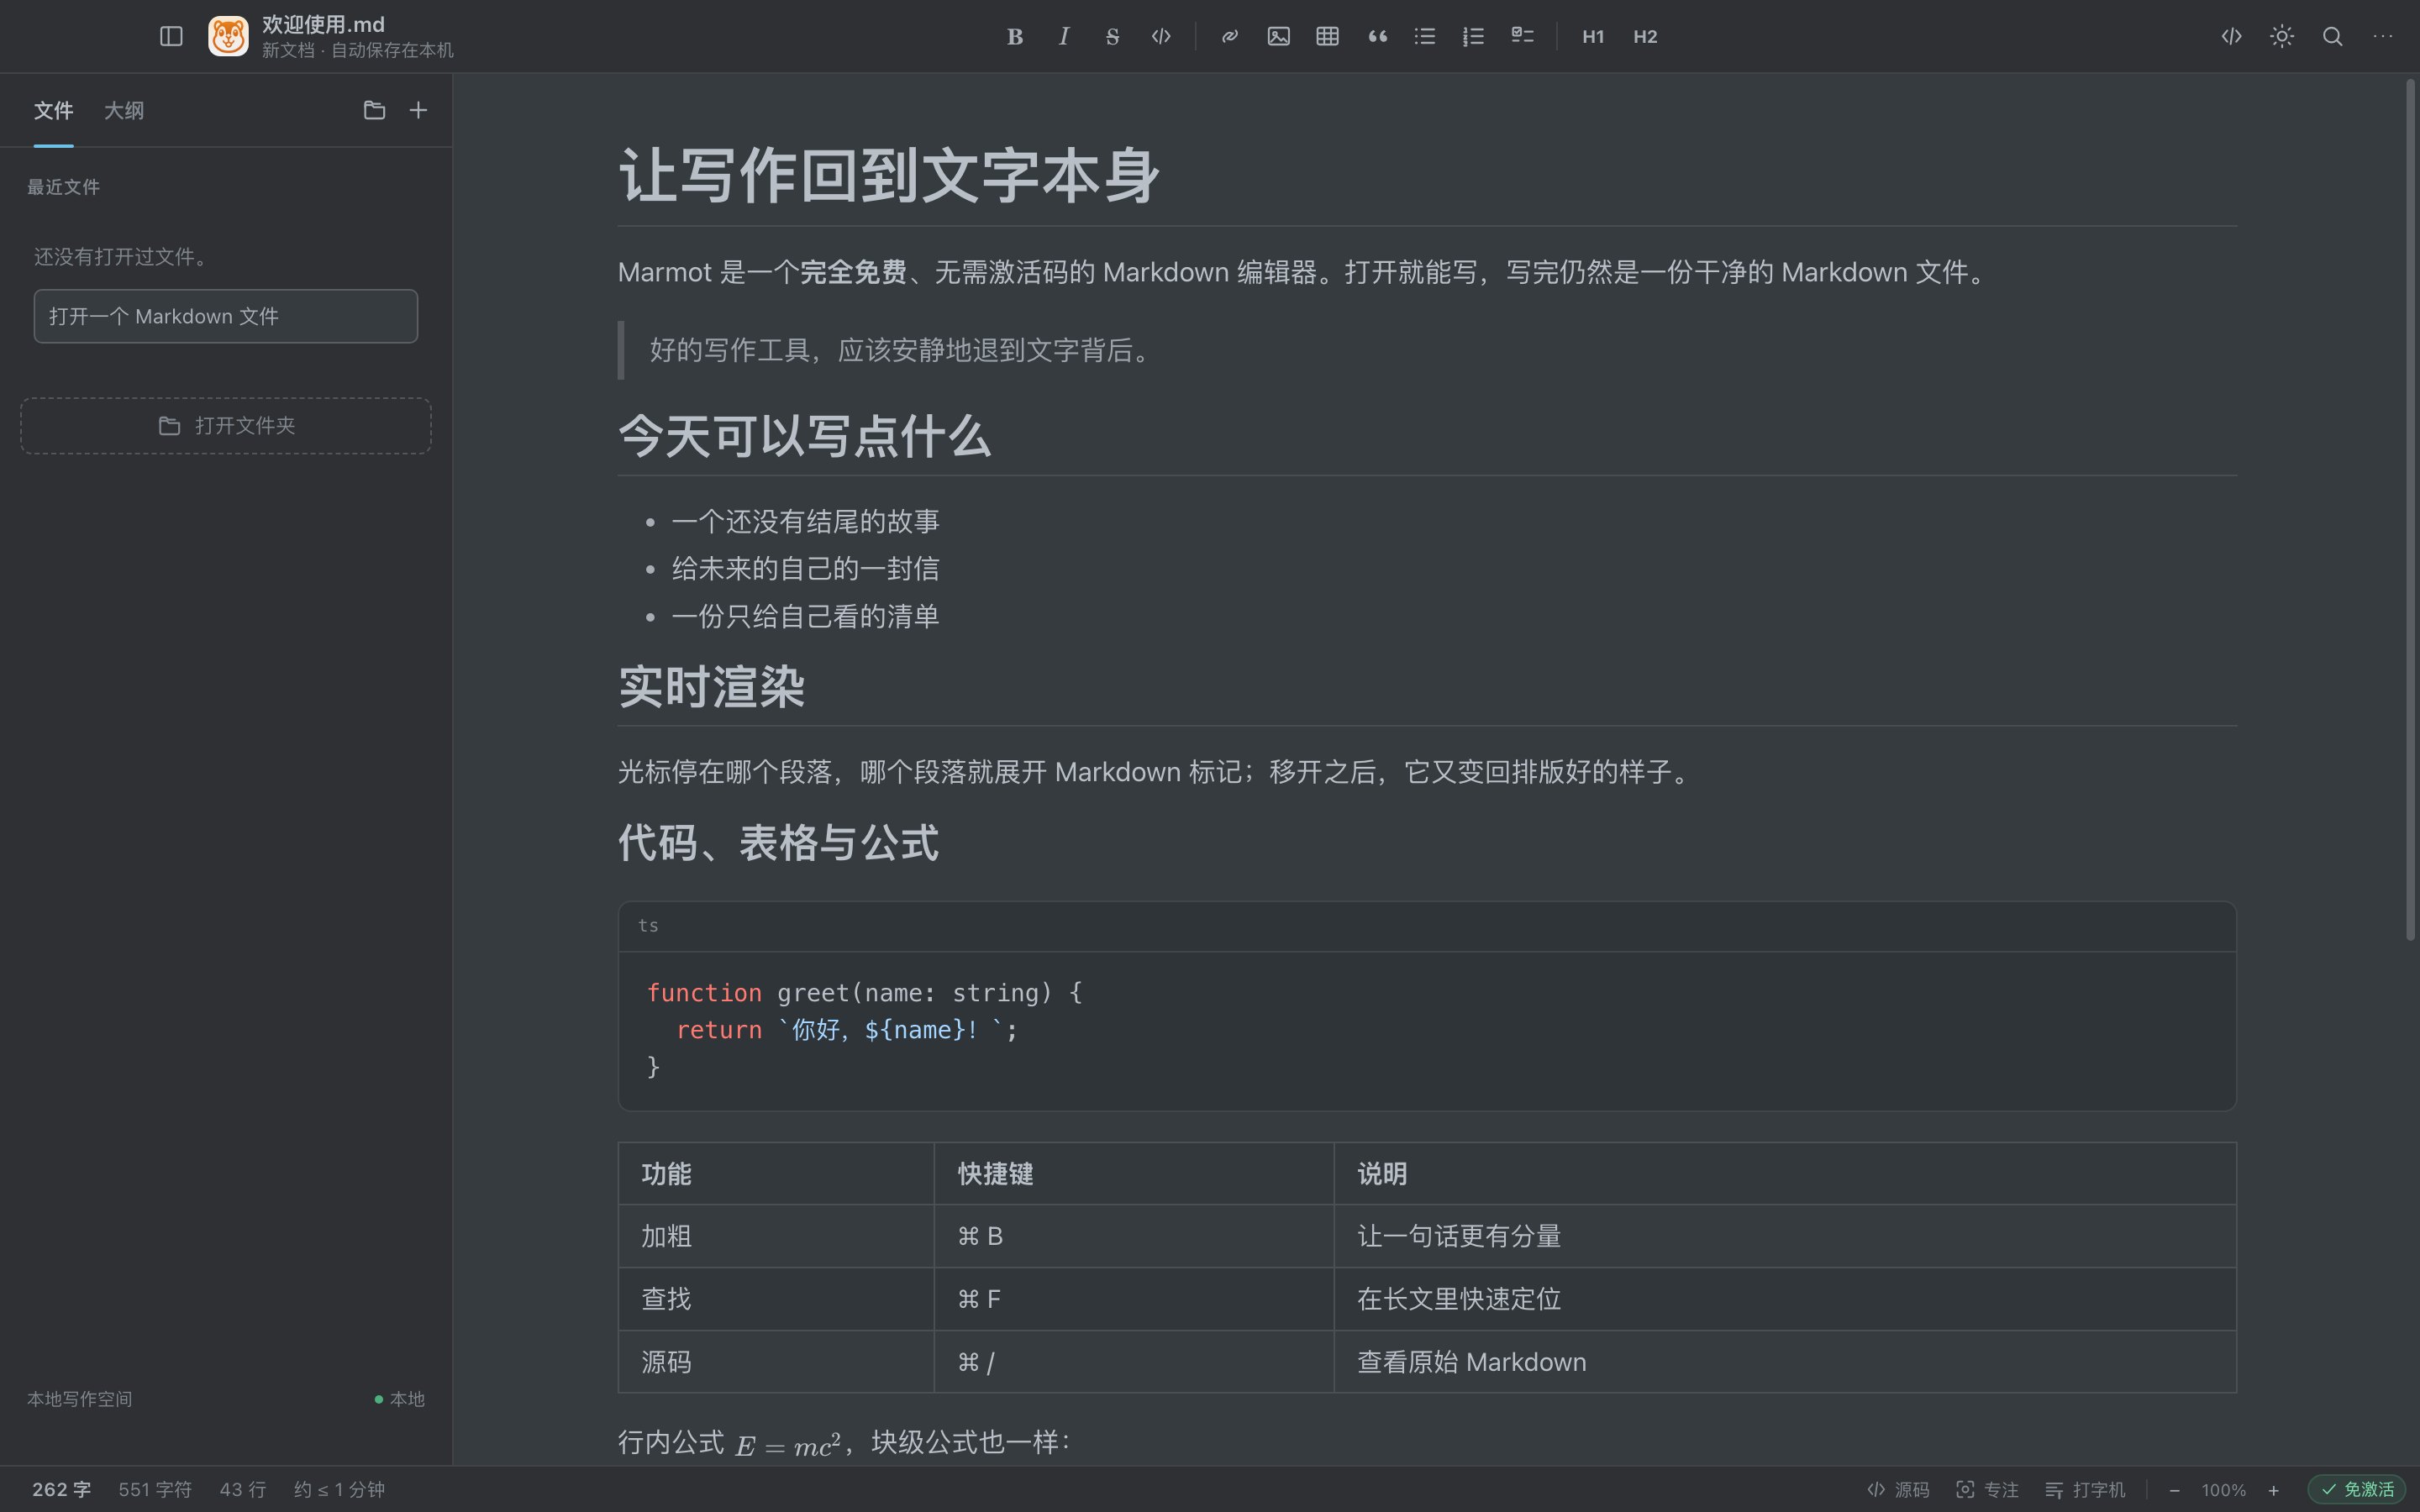 欢迎使用.md
新文档 · 自动保存在本机
B I S H1 H2
文件 大纲
最近文件
还没有打开过文件。
打开一个 Markdown 文件
打开文件夹
本地写作空间 本地
让写作回到文字本身
Marmot 是一个完全免费、无需激活码的 Markdown 编辑器。打开就能写，写完仍然是一份干净的 Markdown 文件。
好的写作工具，应该安静地退到文字背后。
今天可以写点什么
• 一个还没有结尾的故事
• 给未来的自己的一封信
• 一份只给自己看的清单
实时渲染
光标停在哪个段落，哪个段落就展开 Markdown 标记；移开之后，它又变回排版好的样子。
代码、表格与公式
ts
function greet(name: string) {
  return `你好，${name}！`;
}
功能 快捷键 说明
加粗 ⌘ B 让一句话更有分量
查找 ⌘ F 在长文里快速定位
源码 ⌘ / 查看原始 Markdown
行内公式 E = mc²，块级公式也一样：
262 字 551 字符 43 行 约 ≤ 1 分钟 源码 专注 打字机 − 100% + ✓ 免激活